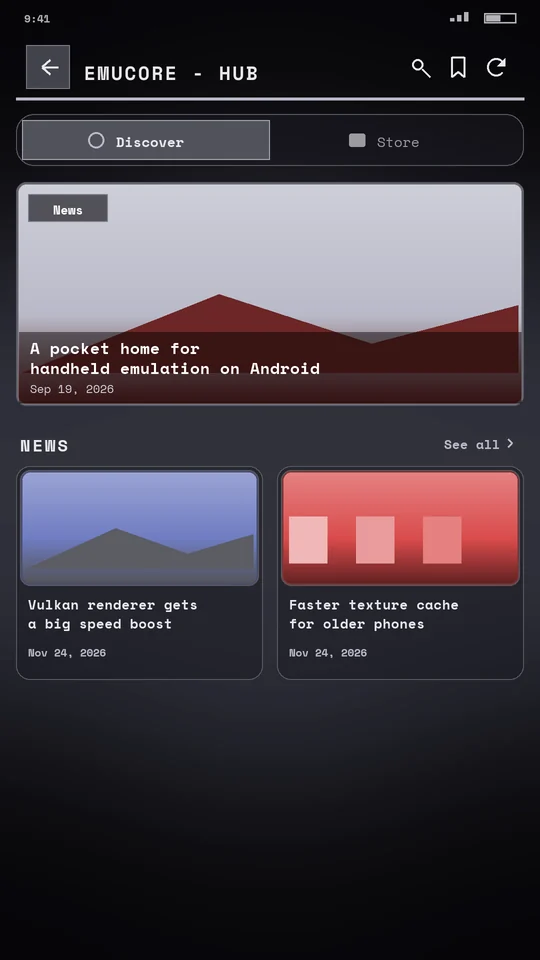 9:41
EMUCORE - HUB
Discover
Store
News
A pocket home for
handheld emulation on Android
Sep 19, 2026
NEWS
See all
Vulkan renderer gets
a big speed boost
Nov 24, 2026
Faster texture cache
for older phones
Nov 24, 2026